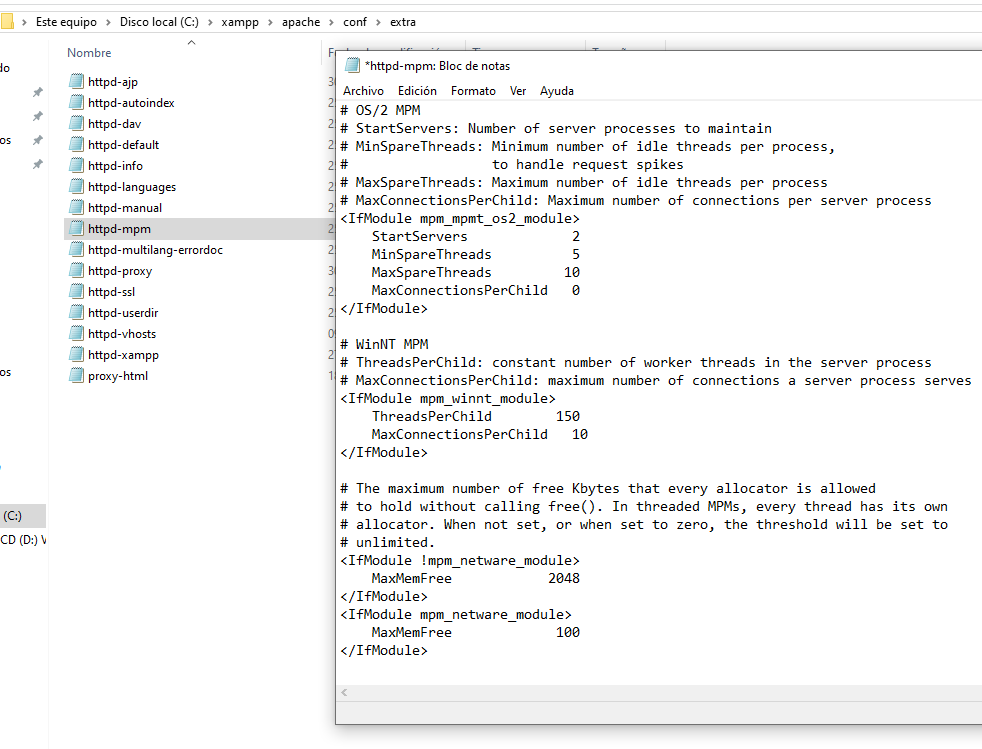 Este equipo > Disco local (C:) > xampp > apache > conf > extra
Nombre
httpd-ajp
httpd-autoindex
httpd-dav
httpd-default
httpd-info
httpd-languages
httpd-manual
httpd-mpm
httpd-multilang-errordoc
httpd-proxy
httpd-ssl
httpd-userdir
httpd-vhosts
httpd-xampp
proxy-html
(C:)
CD (D:)
*httpd-mpm: Bloc de notas
Archivo Edición Formato Ver Ayuda
# OS/2 MPM
# StartServers: Number of server processes to maintain
# MinSpareThreads: Minimum number of idle threads per process,
# to handle request spikes
# MaxSpareThreads: Maximum number of idle threads per process
# MaxConnectionsPerChild: Maximum number of connections per server process
<IfModule mpm_mpmt_os2_module>
StartServers 2
MinSpareThreads 5
MaxSpareThreads 10
MaxConnectionsPerChild 0
</IfModule>
# WinNT MPM
# ThreadsPerChild: constant number of worker threads in the server process
# MaxConnectionsPerChild: maximum number of connections a server process serves
<IfModule mpm_winnt_module>
ThreadsPerChild 150
MaxConnectionsPerChild 10
</IfModule>
# The maximum number of free Kbytes that every allocator is allowed
# to hold without calling free(). In threaded MPMs, every thread has its own
# allocator. When not set, or when set to zero, the threshold will be set to
# unlimited.
<IfModule !mpm_netware_module>
MaxMemFree 2048
</IfModule>
<IfModule mpm_netware_module>
MaxMemFree 100
</IfModule>